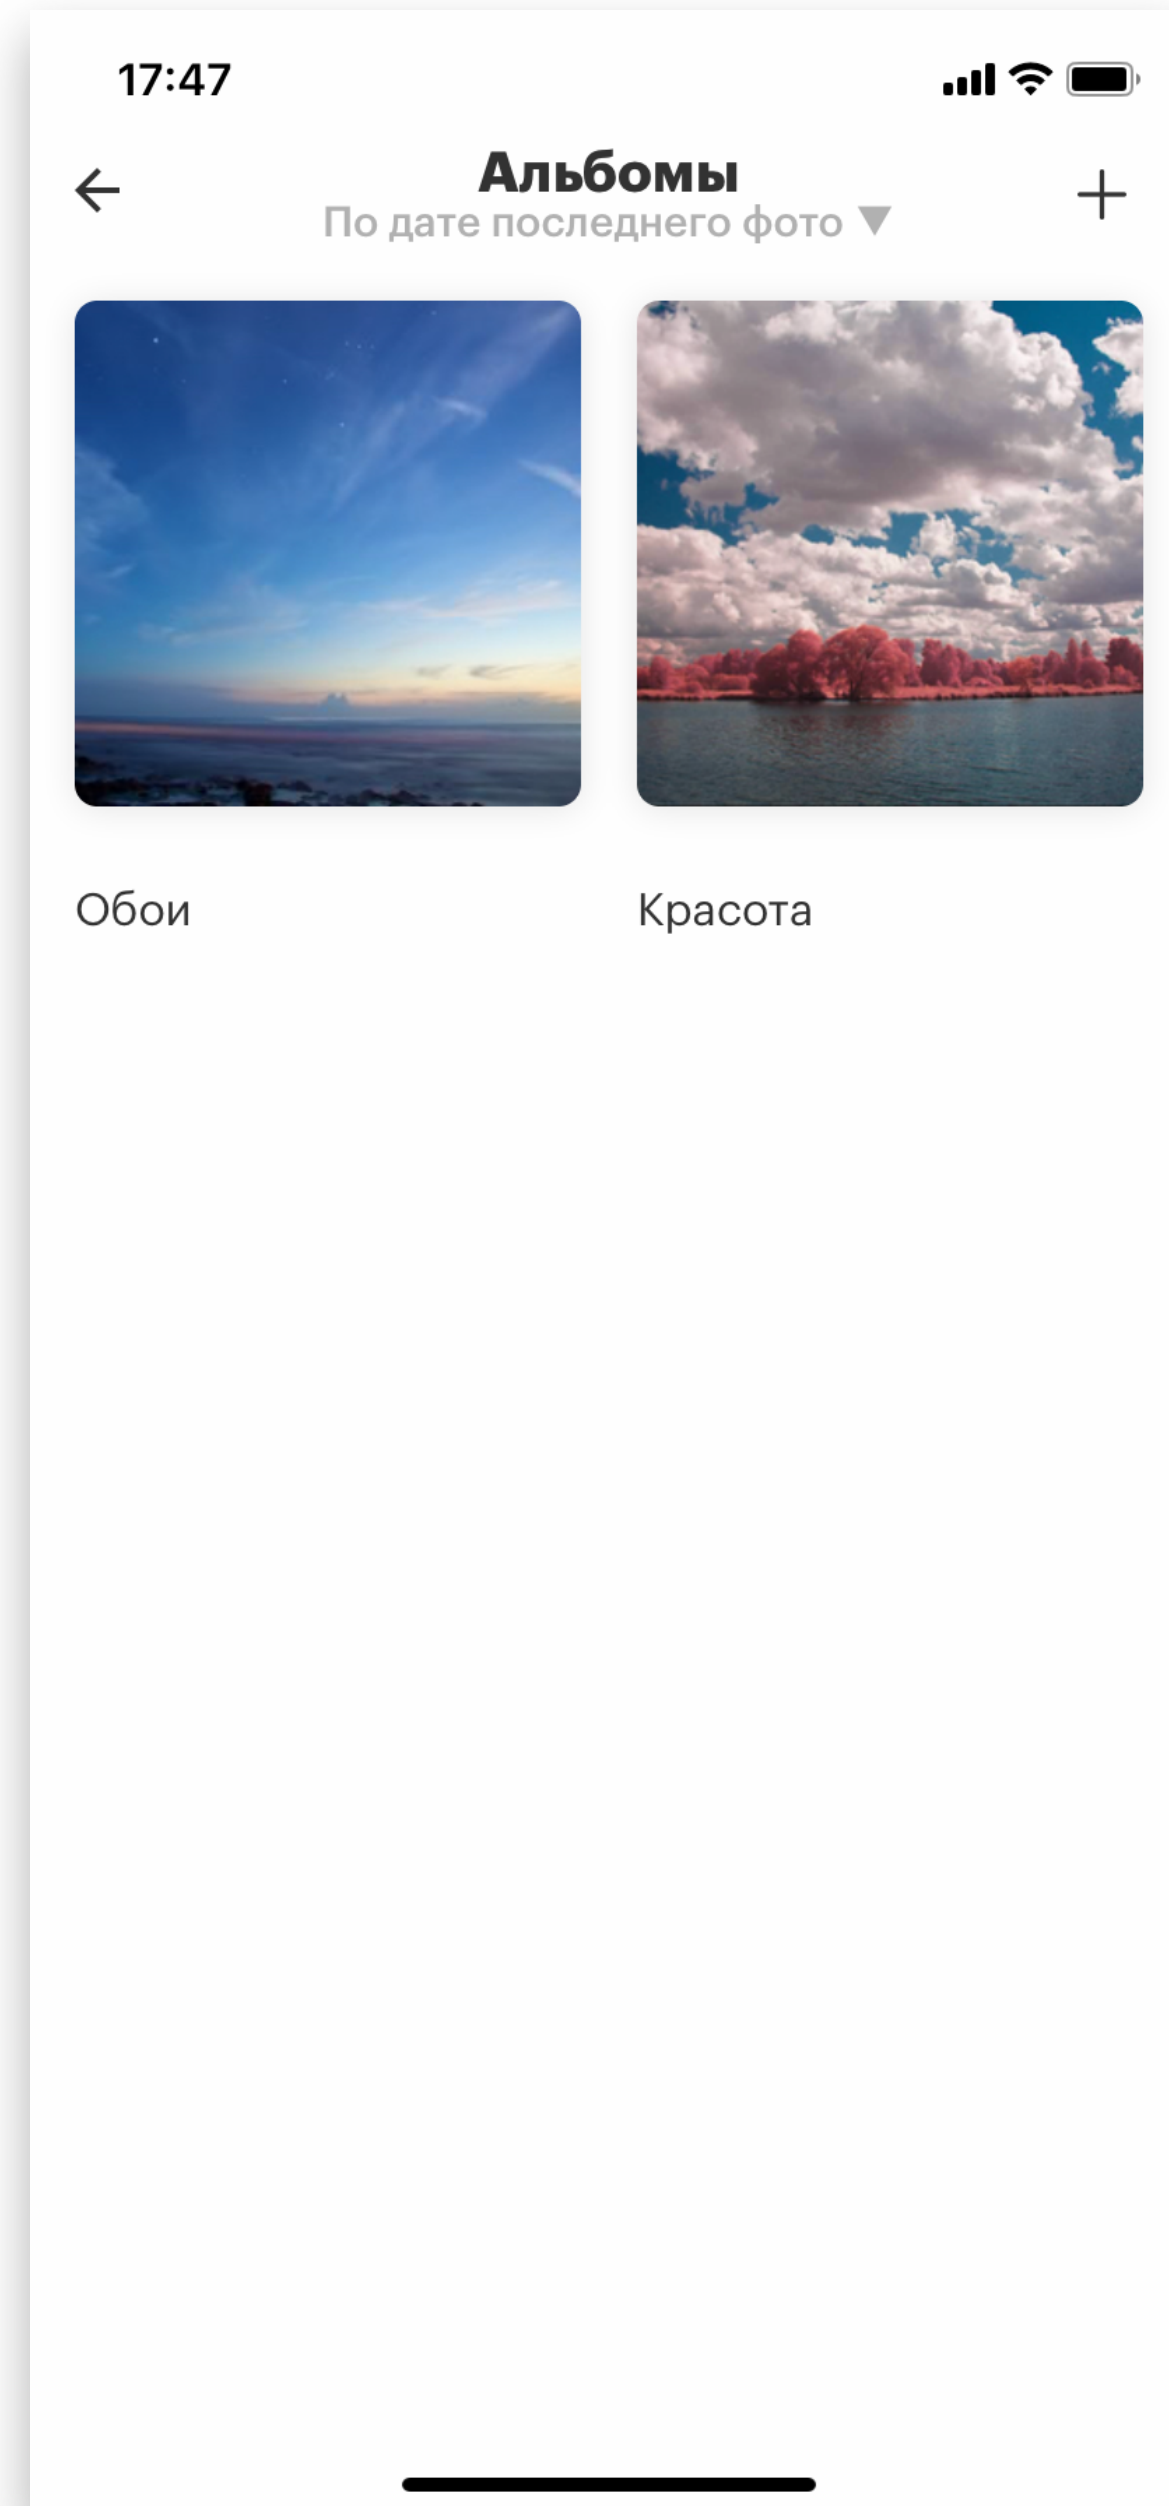 17:47
Альбомы
По дате последнего фото ▼
Обои
Красота